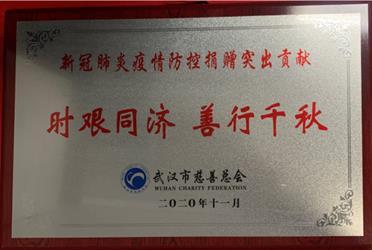 新冠肺炎疫情防控捐赠突出贡献
时艰同济 善行千秋
武汉市慈善总会
WUHAN CHARITY FEDERATION
二〇二〇年十一月